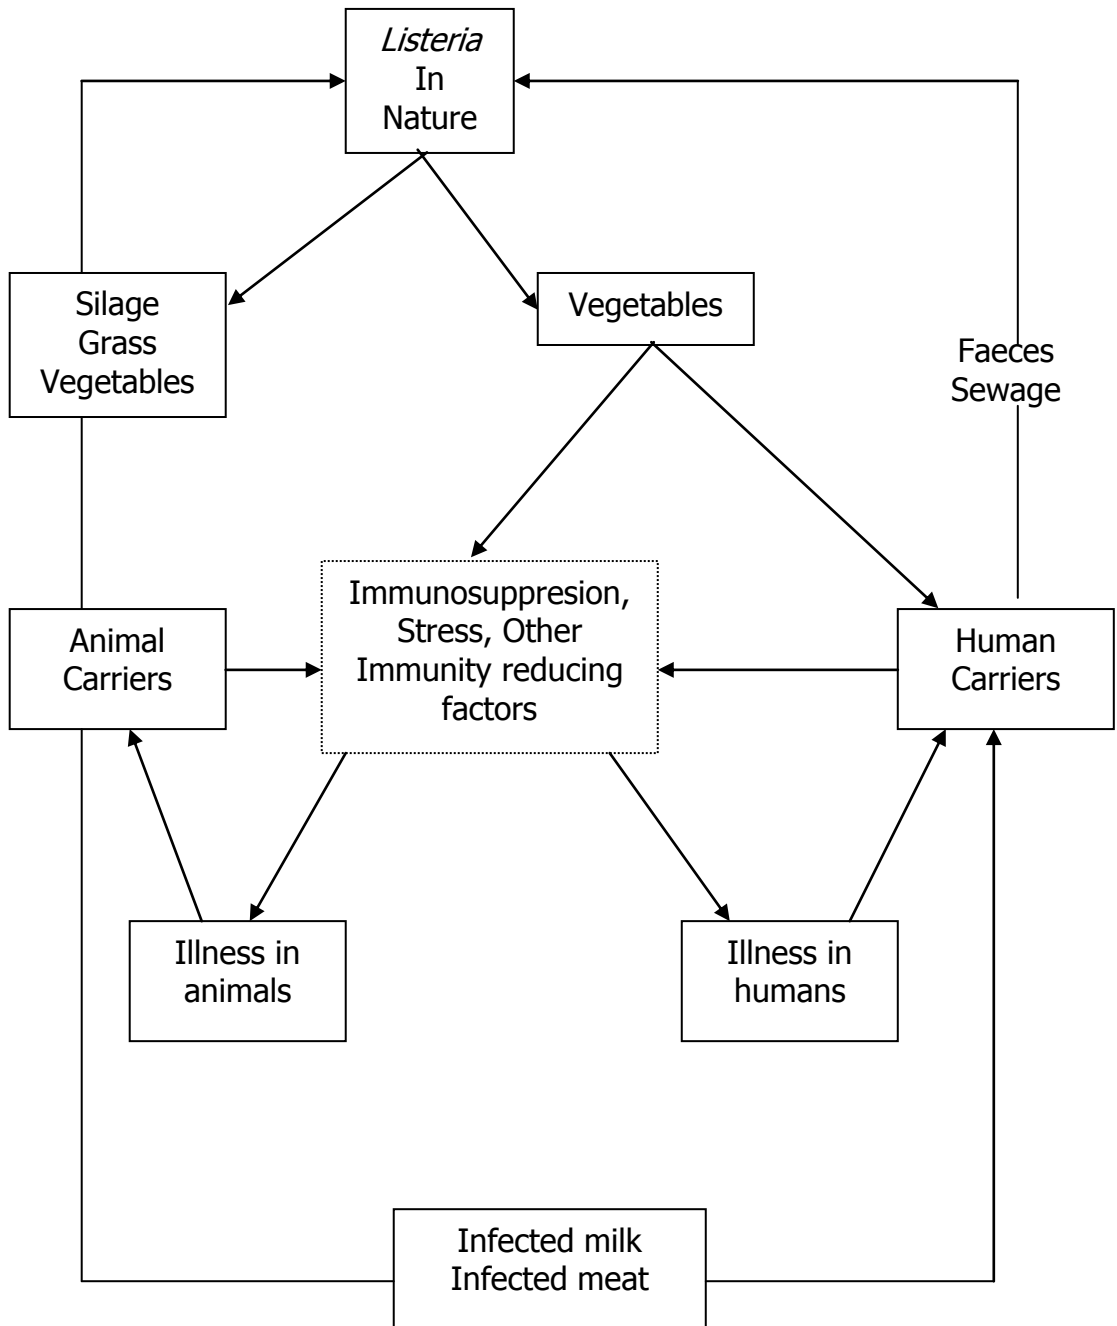 Listeria
In
Nature
Silage
Grass
Vegetables
Vegetables
Faeces
Sewage
Animal
Carriers
Immunosuppresion,
Stress, Other
Immunity reducing
factors
Human
Carriers
Illness in
animals
Illness in
humans
Infected milk
Infected meat